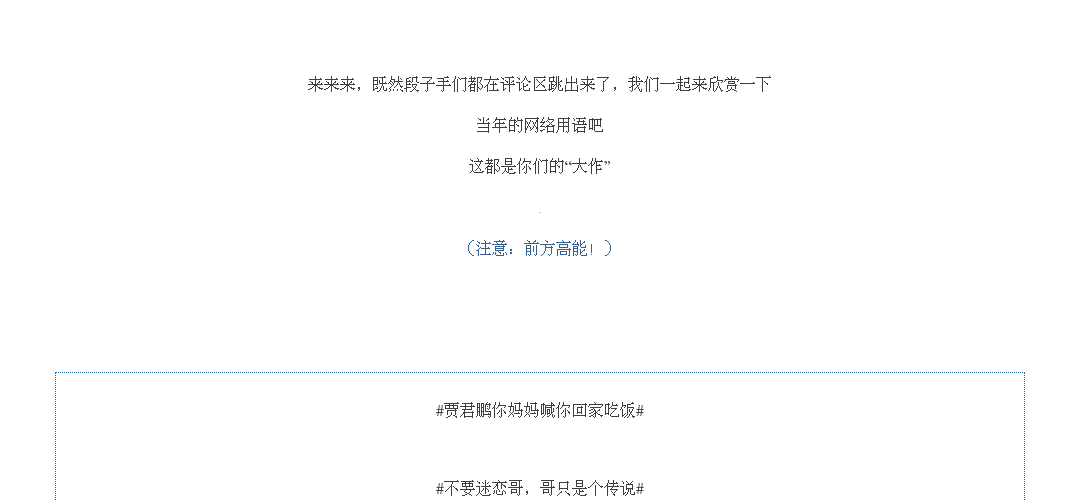 来来来，既然段子手们都在评论区跳出来了，我们一起来欣赏一下
当年的网络用语吧
这都是你们的“大作”
（注意：前方高能！）
#贾君鹏你妈妈喊你回家吃饭#
#不要迷恋哥，哥只是个传说#